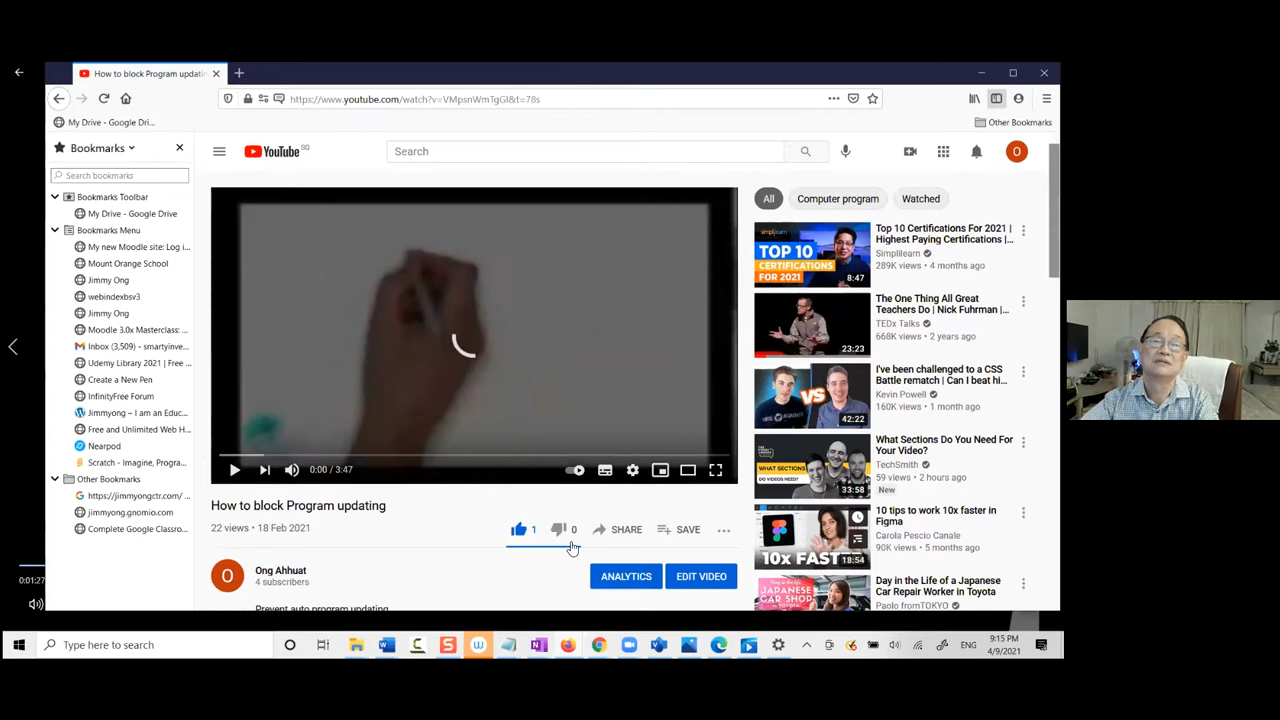 How to block Program updatin
https://www.youtube.com/watch?v=VMpsnWmTgGI&t=78s
My Drive - Google Dri...
Other Bookmarks
Bookmarks
Search bookmarks
Bookmarks Toolbar
My Drive - Google Drive
Bookmarks Menu
My new Moodle site: Log i...
Mount Orange School
Jimmy Ong
webindexbsv3
Jimmy Ong
Moodle 3.0x Masterclass: ...
Inbox (3,509) - smartyinve...
Udemy Library 2021 | Free ...
Create a New Pen
InfinityFree Forum
Jimmyong – I am an Educ...
Free and Unlimited Web H...
Nearpod
Scratch - Imagine, Progra...
Other Bookmarks
https://jimmyongctr.com/ ...
jimmyong.gnomio.com
Complete Google Classro...
YouTube SG
Search
O
0:00 / 3:47
How to block Program updating
22 views • 18 Feb 2021
1
0
SHARE
SAVE
O
Ong Ahhuat
4 subscribers
ANALYTICS
EDIT VIDEO
Prevent auto program updating
All
Computer program
Watched
simplilearn
TOP 10
CERTIFICATIONS
FOR 2021
8:47
Top 10 Certifications For 2021 |
Highest Paying Certifications |...
Simplilearn
289K views • 4 months ago
23:23
The One Thing All Great
Teachers Do | Nick Fuhrman |...
TEDx Talks
668K views • 2 years ago
VS
42:22
I've been challenged to a CSS
Battle rematch | Can I beat hi...
Kevin Powell
160K views • 1 month ago
WHAT SECTIONS
DO VIDEOS NEED?
33:58
What Sections Do You Need For
Your Video?
TechSmith
59 views • 2 hours ago
New
10x FASTER
18:54
10 tips to work 10x faster in
Figma
Carola Pescio Canale
90K views • 5 months ago
JAPANESE
CAR SHOP
Day in the Life of a Japanese
Car Repair Worker in Toyota
Paolo fromTOKYO
0:01:27
Type here to search
ENG
9:15 PM
4/9/2021